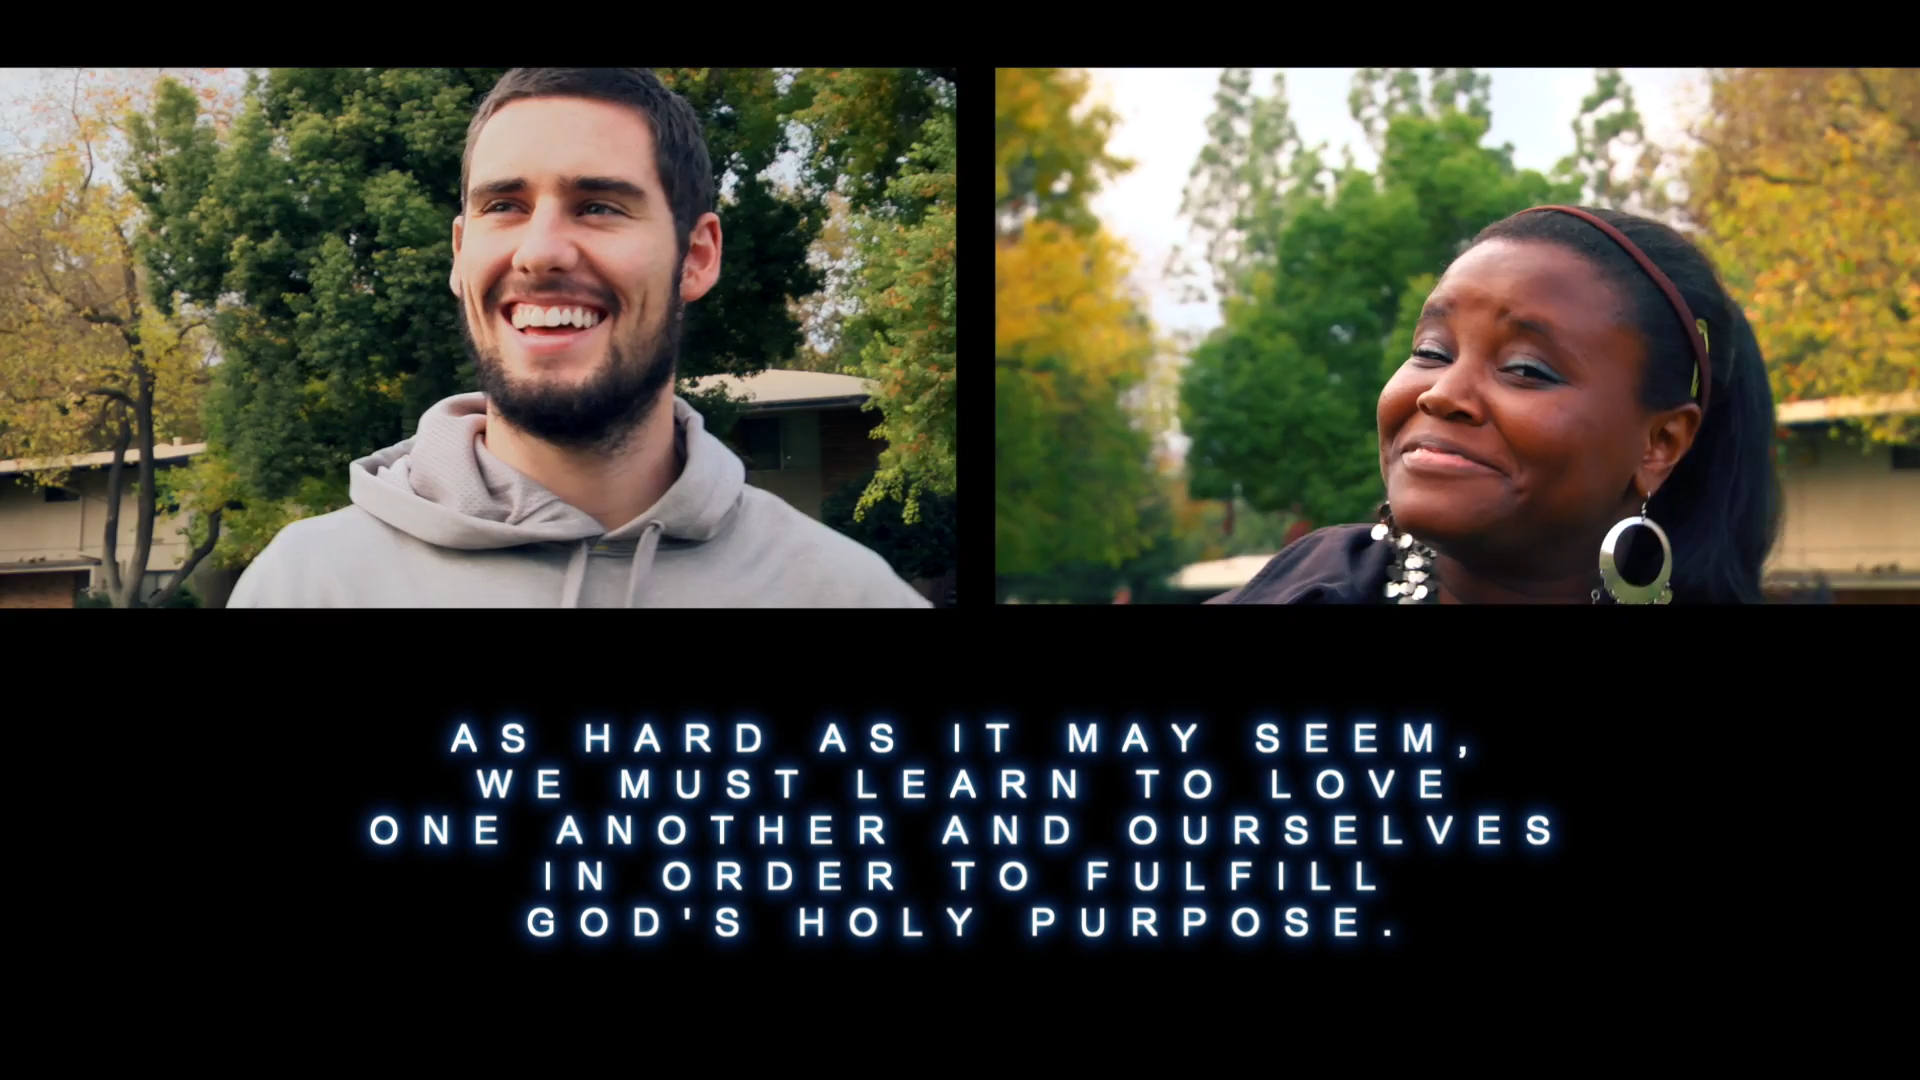 AS HARD AS IT MAY SEEM,
WE MUST LEARN TO LOVE
ONE ANOTHER AND OURSELVES
IN ORDER TO FULFILL
GOD'S HOLY PURPOSE.